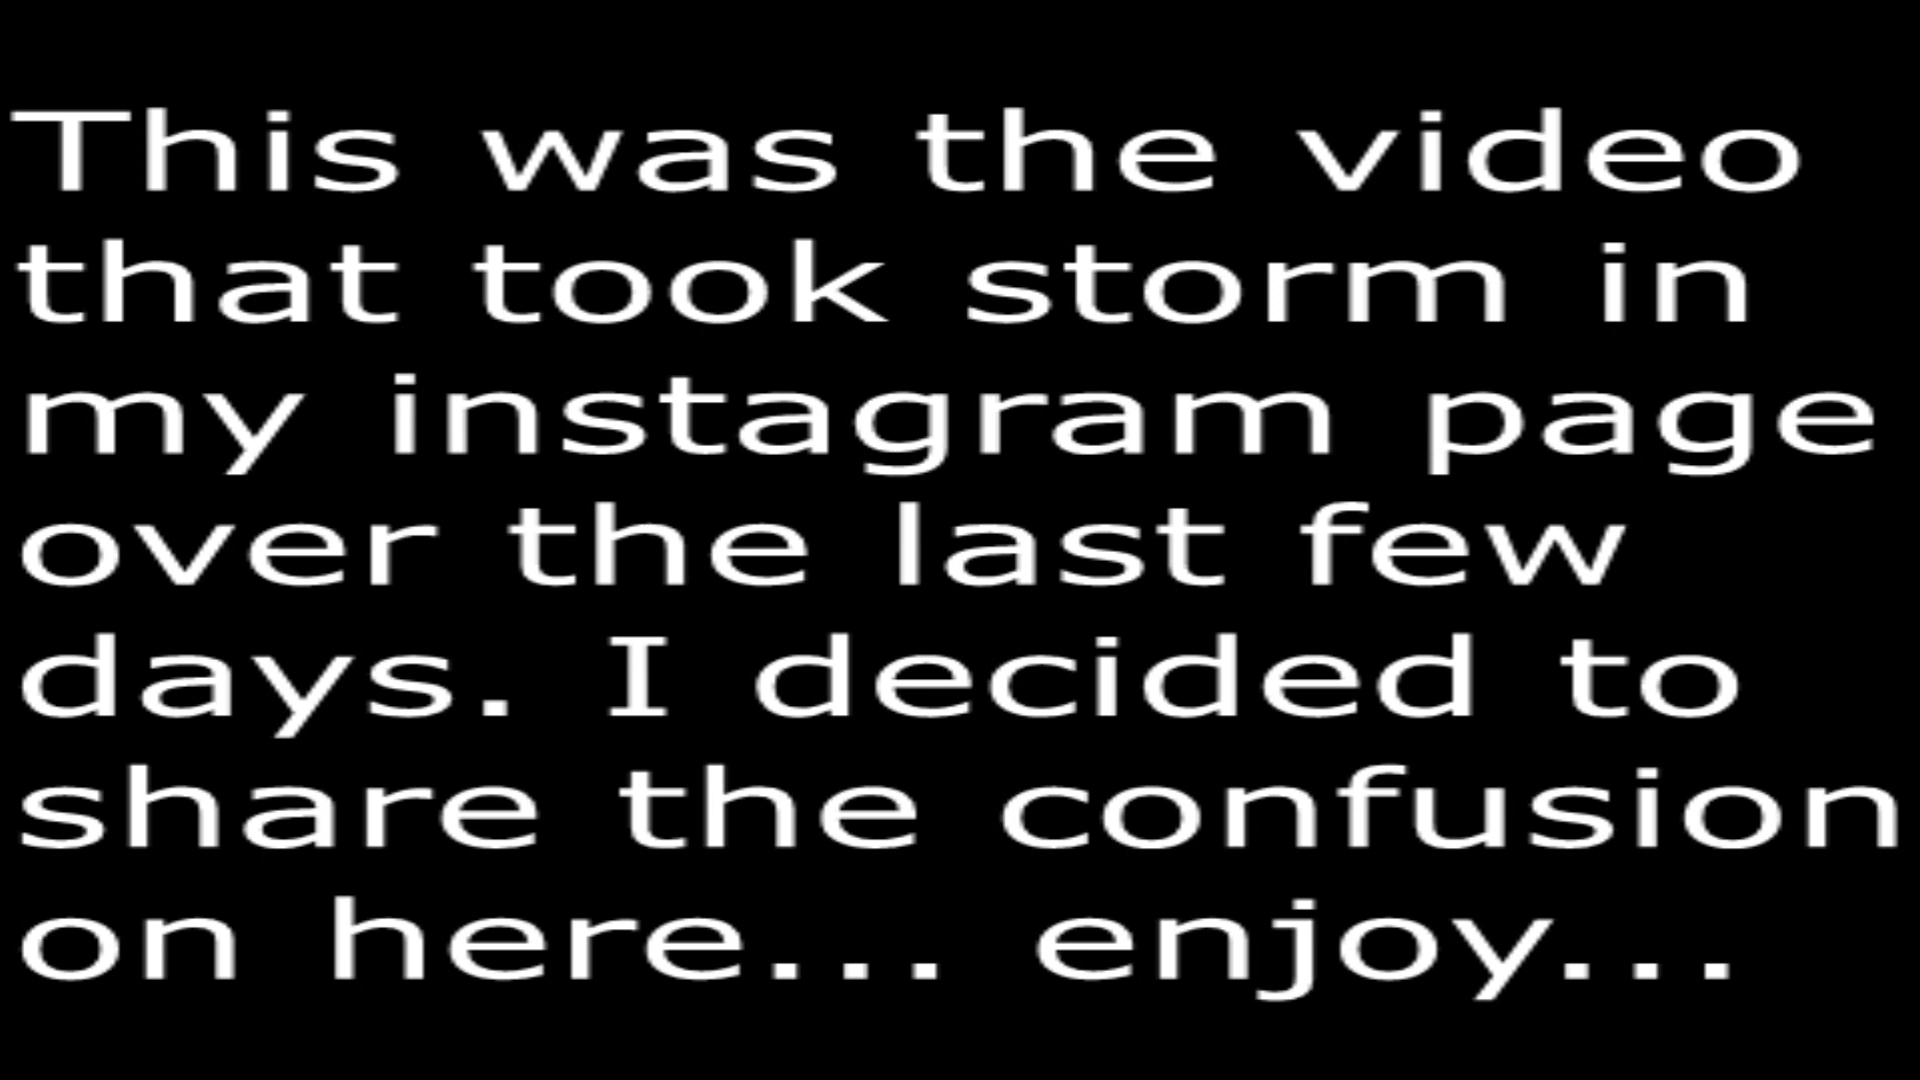 This was the video
that took storm in
my instagram page
over the last few
days. I decided to
share the confusion
on here... enjoy...